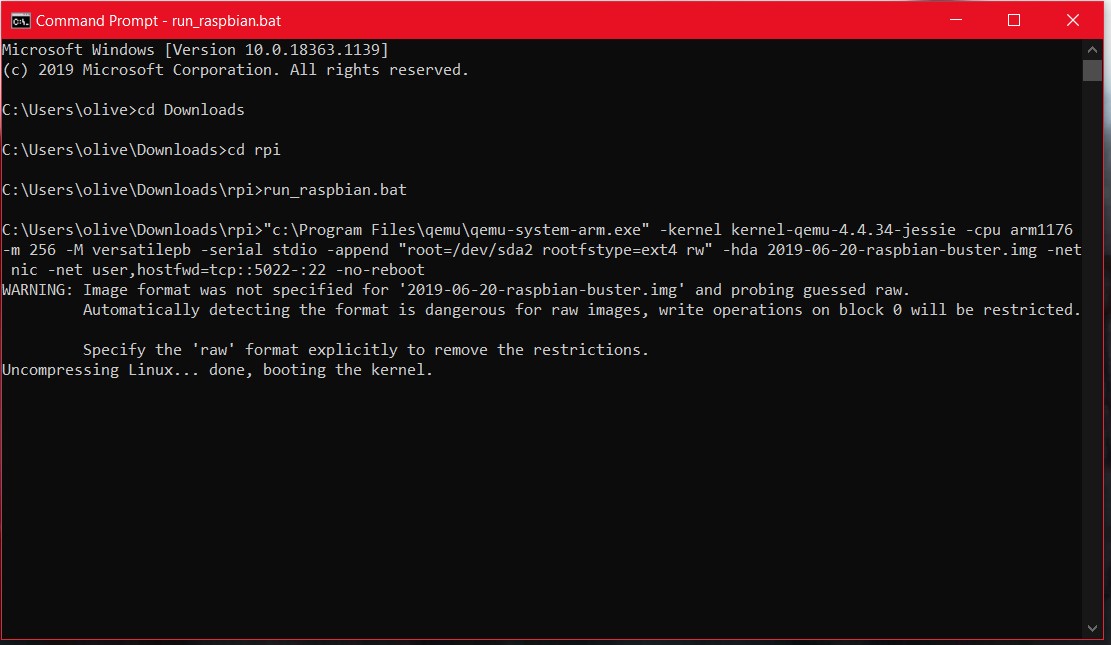 Command Prompt - run_raspbian.bat
Microsoft Windows [Version 10.0.18363.1139]
(c) 2019 Microsoft Corporation. All rights reserved.
C:\Users\olive>cd Downloads
C:\Users\olive\Downloads>cd rpi
C:\Users\olive\Downloads\rpi>run_raspbian.bat
C:\Users\olive\Downloads\rpi>"c:\Program Files\qemu\qemu-system-arm.exe" -kernel kernel-qemu-4.4.34-jessie -cpu arm1176
-m 256 -M versatilepb -serial stdio -append "root=/dev/sda2 rootfstype=ext4 rw" -hda 2019-06-20-raspbian-buster.img -net
 nic -net user,hostfwd=tcp::5022-:22 -no-reboot
WARNING: Image format was not specified for '2019-06-20-raspbian-buster.img' and probing guessed raw.
         Automatically detecting the format is dangerous for raw images, write operations on block 0 will be restricted.
         Specify the 'raw' format explicitly to remove the restrictions.
Uncompressing Linux... done, booting the kernel.